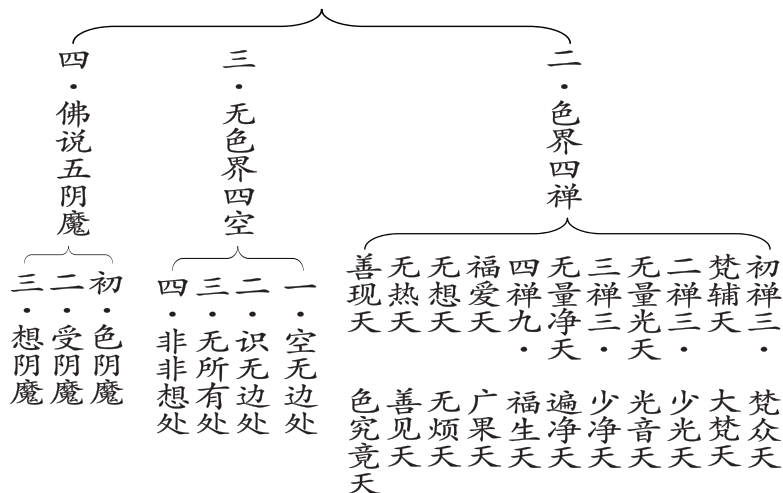 二·色界四禅
初禅三·梵众天
梵辅天 大梵天
二禅三·少光天
无量光天 光音天
三禅三·少净天
无量净天 遍净天
四禅九·福生天
福爱天 广果天
无想天 无烦天
无热天 善见天
善现天 色究竟天
三·无色界四空
一·空无边处
二·识无边处
三·无所有处
四·非非想处
四·佛说五阴魔
初·色阴魔
二·受阴魔
三·想阴魔